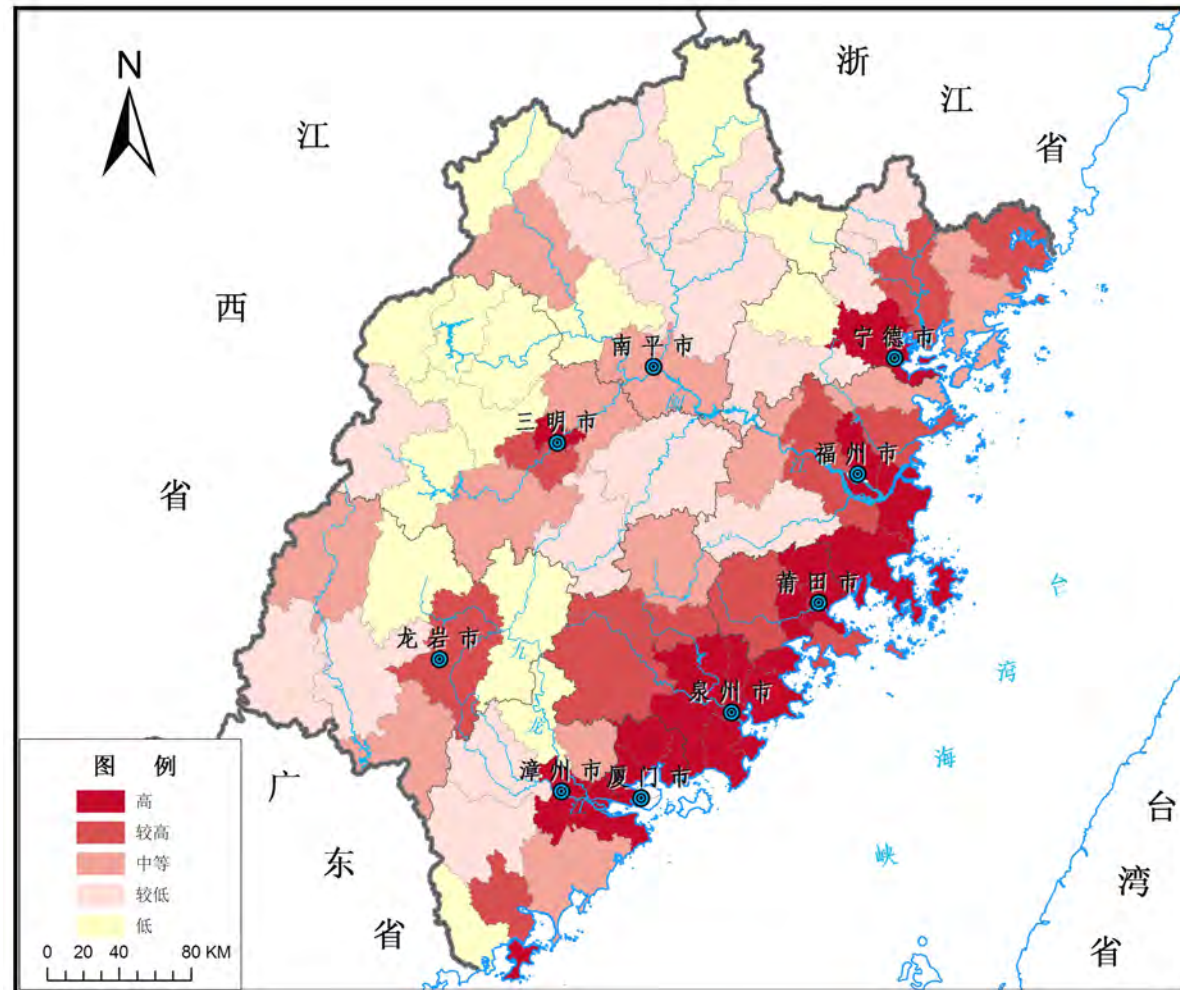 N
浙
江
省
江
西
省
南平市
宁德市
三明市
闽
江
福州市
莆田市
龙岩市
九
龙
江
泉州市
漳州市
厦门市
台
湾
海
峡
广
东
省
台
湾
省
图 例
高
较高
中等
较低
低
0 20 40 80 KM